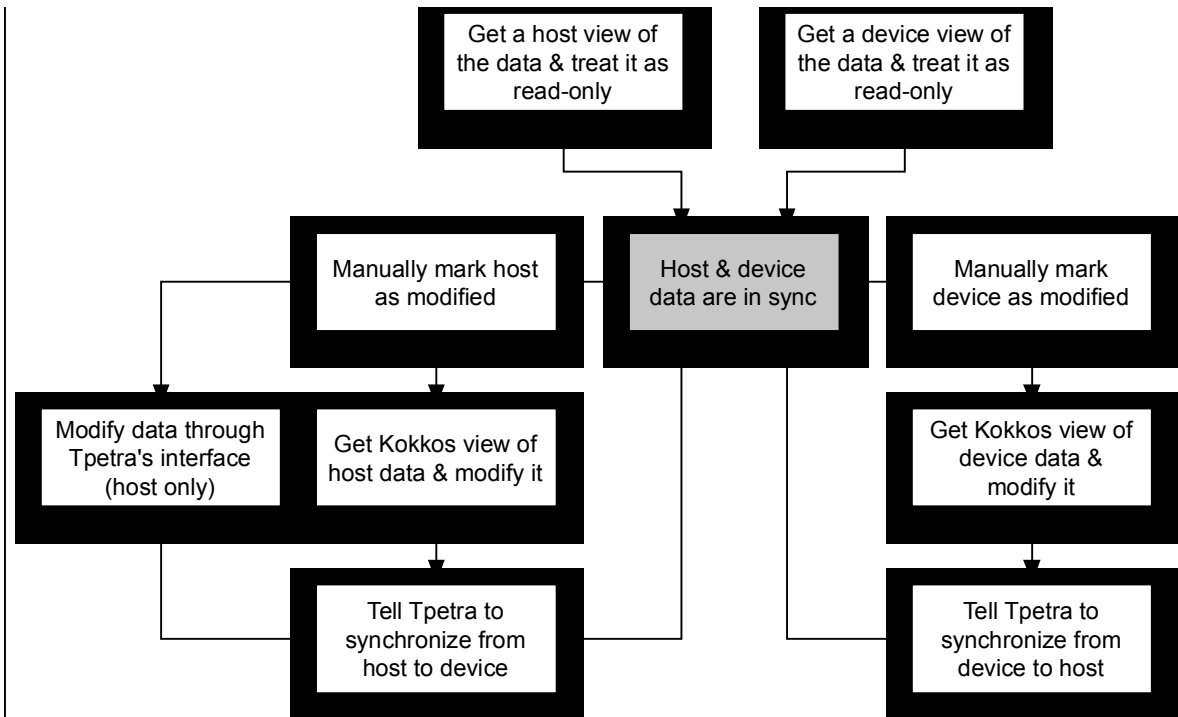 Get a host view of
the data & treat it as
read-only
Get a device view of
the data & treat it as
read-only
Manually mark host
as modified
Host & device
data are in sync
Manually mark
device as modified
Modify data through
Tpetra's interface
(host only)
Get Kokkos view of
host data & modify it
Get Kokkos view of
device data &
modify it
Tell Tpetra to
synchronize from
host to device
Tell Tpetra to
synchronize from
device to host